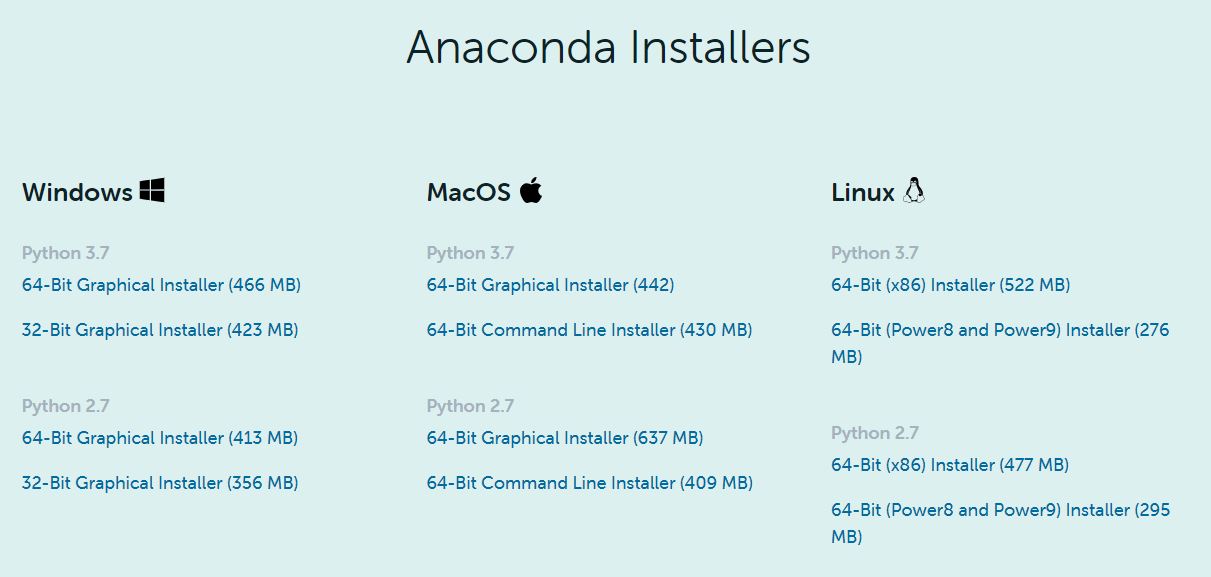 Anaconda Installers
Windows
Python 3.7
64-Bit Graphical Installer (466 MB)
32-Bit Graphical Installer (423 MB)
Python 2.7
64-Bit Graphical Installer (413 MB)
32-Bit Graphical Installer (356 MB)
MacOS
Python 3.7
64-Bit Graphical Installer (442)
64-Bit Command Line Installer (430 MB)
Python 2.7
64-Bit Graphical Installer (637 MB)
64-Bit Command Line Installer (409 MB)
Linux
Python 3.7
64-Bit (x86) Installer (522 MB)
64-Bit (Power8 and Power9) Installer (276
MB)
Python 2.7
64-Bit (x86) Installer (477 MB)
64-Bit (Power8 and Power9) Installer (295
MB)